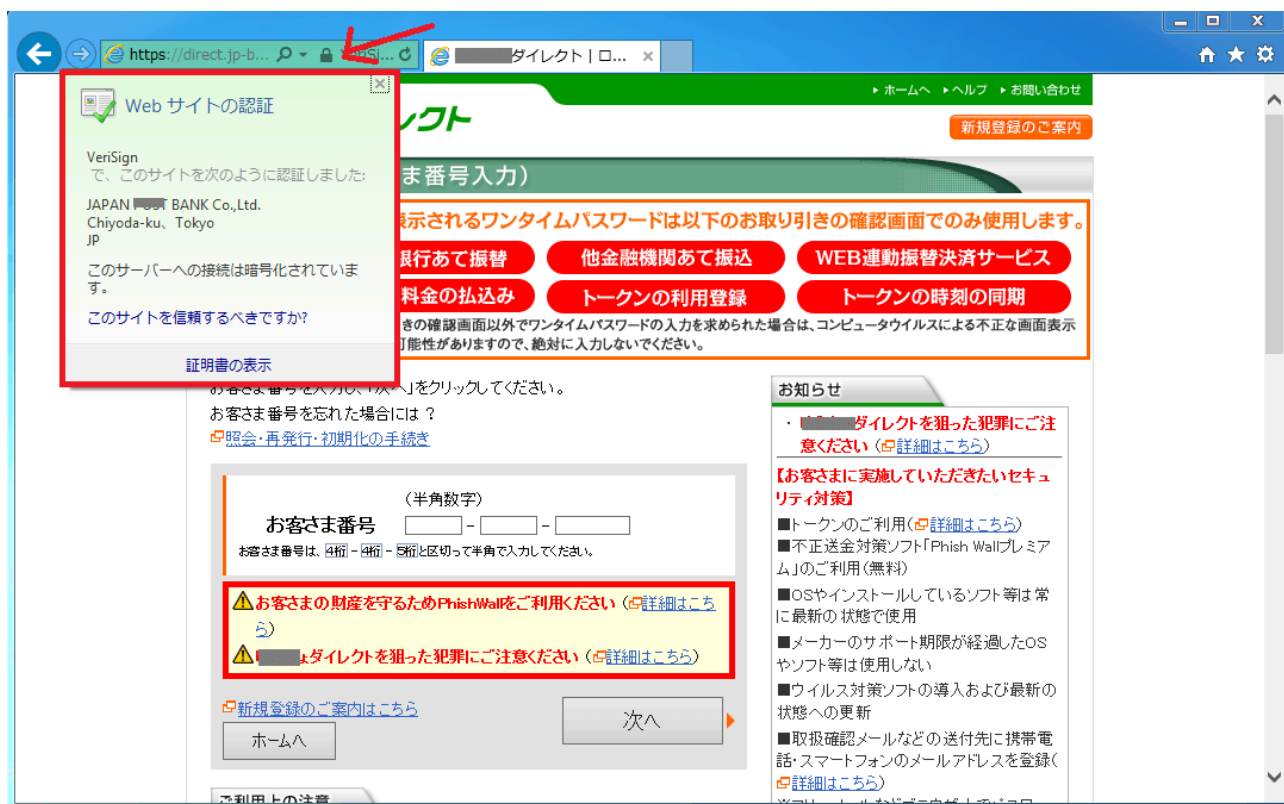 https://direct.jp-b...
ダイレクト | ロ...
Web サイトの認証
VeriSign
で、このサイトを次のように認証しました:
JAPAN BANK Co.,Ltd.
Chiyoda-ku、Tokyo
JP
このサーバーへの接続は暗号化されていま
す。
このサイトを信頼するべきですか?
証明書の表示
ホームへ ヘルプ お問い合わせ
レクト
新規登録のご案内
ま番号入力)
表示されるワンタイムパスワードは以下のお取り引きの確認画面でのみ使用します。
銀行あて振替 他金融機関あて振込 WEB連動振替決済サービス
料金の払込み トークンの利用登録 トークンの時刻の同期
きの確認画面以外でワンタイムパスワードの入力を求められた場合は、コンピュータウイルスによる不正な画面表示
可能性がありますので、絶対に入力しないでください。
お客さま番号を入力し、「次へ」をクリックしてください。
お客さま番号を忘れた場合には?
照会・再発行・初期化の手続き
(半角数字)
お客さま番号 - -
お客さま番号は、4桁-4桁-5桁と区切って半角で入力してください。
お客さまの財産を守るためPhishWallをご利用ください (詳細はこち
ら)
ょダイレクトを狙った犯罪にご注意ください (詳細はこちら)
新規登録のご案内はこちら
次へ
ホームへ
ご利用上の注意
お知らせ
・ ダイレクトを狙った犯罪にご注
意ください (詳細はこちら)
【お客さまに実施していただきたいセキュ
リティ対策】
■トークンのご利用(詳細はこちら)
■不正送金対策ソフト「Phish Wallプレミア
ム」のご利用(無料)
■OSやインストールしているソフト等は常
に最新の状態で使用
■メーカーのサポート期限が経過したOS
やソフト等は使用しない
■ウイルス対策ソフトの導入および最新の
状態への更新
■取扱確認メールなどの送付先に携帯電
話・スマートフォンのメールアドレスを登録(
詳細はこちら)